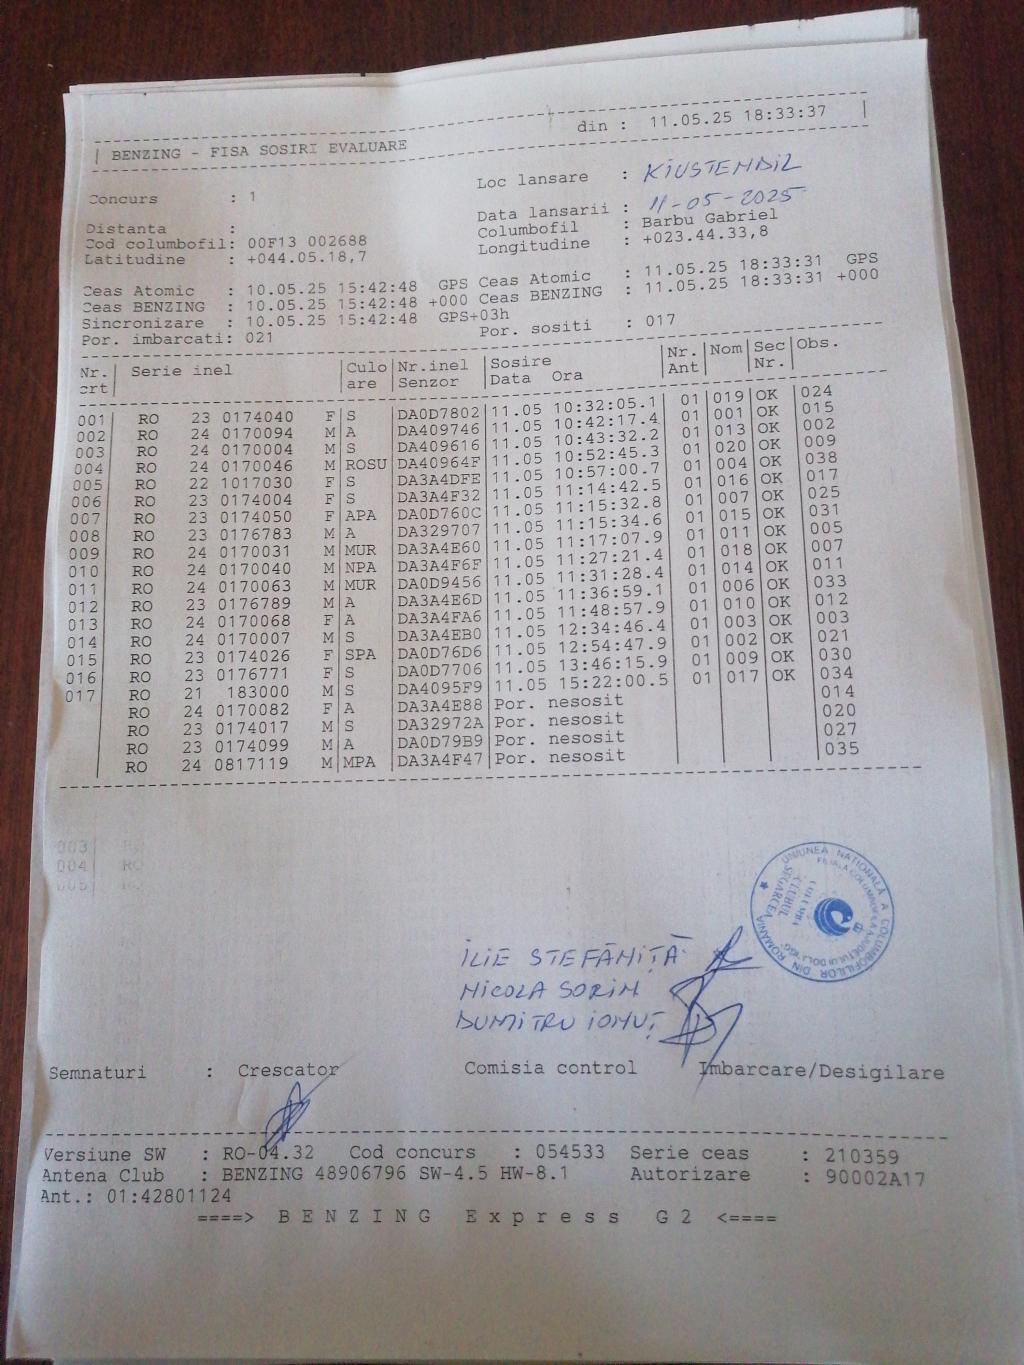 BENZING - FISA SOSIRI EVALUARE din : 11.05.25 18:33:37
Concurs : 1 Loc lansare : KIUSTENDIL
Data lansarii : 11-05-2025
Distanta : Columbofil : Barbu Gabriel
Cod columbofil: 00F13 002688 Longitudine : +023.44.33,8
Latitudine : +044.05.18,7
Ceas Atomic : 10.05.25 15:42:48 GPS Ceas Atomic : 11.05.25 18:33:31 GPS
Ceas BENZING : 10.05.25 15:42:48 +000 Ceas BENZING : 11.05.25 18:33:31 +000
Sincronizare : 10.05.25 15:42:48 GPS+03h
Por. imbarcati: 021 Por. sositi : 017
Nr. Serie inel Culo Nr.inel Sosire Nr. Nom Sec Obs.
crt are Senzor Data Ora Ant Nr.
001 RO 23 0174040 F S DA0D7802 11.05 10:32:05.1 01 019 OK 024
002 RO 24 0170094 M A DA409746 11.05 10:42:17.4 01 001 OK 015
003 RO 24 0170004 M S DA409616 11.05 10:43:32.2 01 013 OK 002
004 RO 24 0170046 M ROSU DA40964F 11.05 10:52:45.3 01 020 OK 009
005 RO 22 1017030 F S DA3A4DFE 11.05 10:57:00.7 01 004 OK 038
006 RO 23 0174004 F S DA3A4F32 11.05 11:14:42.5 01 016 OK 017
007 RO 23 0174050 F APA DA0D760C 11.05 11:15:32.8 01 007 OK 025
008 RO 23 0176783 M A DA329707 11.05 11:15:34.6 01 015 OK 031
009 RO 24 0170031 M MUR DA3A4E60 11.05 11:17:07.9 01 011 OK 005
010 RO 24 0170040 M NPA DA3A4F6F 11.05 11:27:21.4 01 018 OK 007
011 RO 24 0170063 M MUR DA0D9456 11.05 11:31:28.4 01 014 OK 011
012 RO 23 0176789 M A DA3A4E6D 11.05 11:36:59.1 01 006 OK 033
013 RO 24 0170068 F A DA3A4FA6 11.05 11:48:57.9 01 010 OK 012
014 RO 24 0170007 M S DA3A4EB0 11.05 12:34:46.4 01 003 OK 003
015 RO 23 0174026 F SPA DA0D76D6 11.05 12:54:47.9 01 002 OK 021
016 RO 23 0176771 F S DA0D7706 11.05 13:46:15.9 01 009 OK 030
017 RO 21 183000 M S DA4095F9 11.05 15:22:00.5 01 017 OK 034
RO 24 0170082 F A DA3A4E88 Por. nesosit 014
RO 23 0174017 M S DA32972A Por. nesosit 020
RO 23 0174099 M A DA0D79B9 Por. nesosit 027
RO 24 0817119 M MPA DA3A4F47 Por. nesosit 035
003 RO
004 RO
005 RO
UNIUNEA NATIONALĂ A COLUMBOFILILOR DIN ROMÂNIA
CLUBUL
SEGARCEA
ILIE STEFĂNIȚĂ
NICOLA SORIN
DUMITRU IONUȚ
Semnaturi : Crescator Comisia control Imbarcare/Desigilare
Versiune SW : RO-04.32 Cod concurs : 054533 Serie ceas : 210359
Antena Club : BENZING 48906796 SW-4.5 HW-8.1 Autorizare : 90002A17
Ant.: 01:42801124
====> B E N Z I N G E x p r e s s G 2 <====